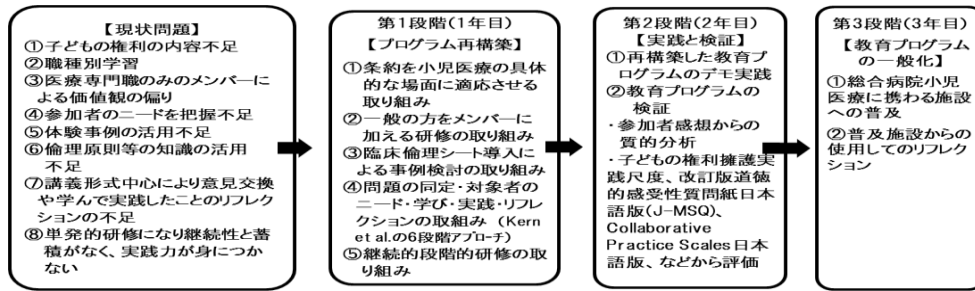 【現状問題】
①子どもの権利の内容不足
②職種別学習
③医療専門職のみのメンバーに
よる価値観の偏り
④参加者のニードを把握不足
⑤体験事例の活用不足
⑥倫理原則等の知識の活用
不足
⑦講義形式中心により意見交換
や学んで実践したことのリフレク
ションの不足
⑧単発的研修になり継続性と蓄
積がなく、実践力が身につか
ない
第1段階(1年目)
【プログラム再構築】
①条約を小児医療の具体
的な場面に適応させる
取り組み
②一般の方をメンバーに
加える研修の取り組み
③臨床倫理シート導入に
よる事例検討の取り組み
④問題の同定・対象者の
ニード・学び・実践・リフ
レクションの取組み (Kern
et al.の6段階アプローチ)
⑤継続的段階的研修の取
り組み
第2段階(2年目)
【実践と検証】
①再構築した教育プ
ログラムのデモ実践
②教育プログラムの
検証
・参加者感想からの
質的分析
・子どもの権利擁護実
践尺度、改訂版道徳
的感受性質問紙日本
語版(J-MSQ)、
Collaborative
Practice Scales日本
語版、などから評価
第3段階(3年目)
【教育プログラム
の一般化】
①総合病院小児
医療に携わる施設
への普及
②普及施設からの
使用してのリフレク
ション